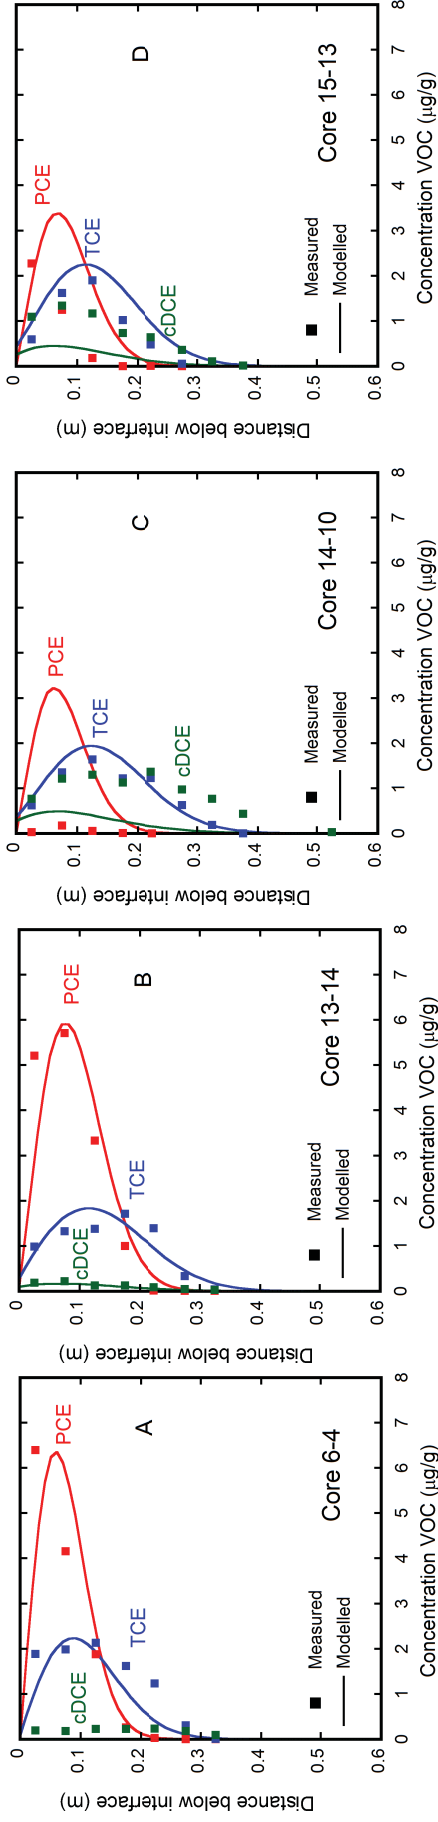 A
PCE
TCE
cDCE
Core 6-4
Measured
Modelled
0
0.1
0.2
0.3
0.4
0.5
0.6
Distance below interface (m)
0 1 2 3 4 5 6 7 8
Concentration VOC (µg/g)
B
PCE
TCE
cDCE
Core 13-14
Measured
Modelled
0
0.1
0.2
0.3
0.4
0.5
0.6
Distance below interface (m)
0 1 2 3 4 5 6 7 8
Concentration VOC (µg/g)
C
PCE
TCE
cDCE
Core 14-10
Measured
Modelled
0
0.1
0.2
0.3
0.4
0.5
0.6
Distance below interface (m)
0 1 2 3 4 5 6 7 8
Concentration VOC (µg/g)
D
PCE
TCE
cDCE
Core 15-13
Measured
Modelled
0
0.1
0.2
0.3
0.4
0.5
0.6
Distance below interface (m)
0 1 2 3 4 5 6 7 8
Concentration VOC (µg/g)